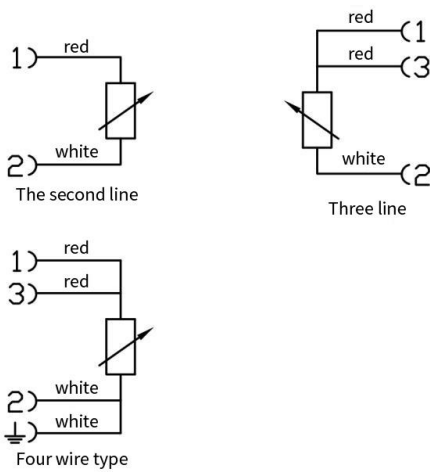 red
1
white
2
The second line
red
1
red
3
white
2
Three line
red
1
red
3
white
2
white
Four wire type